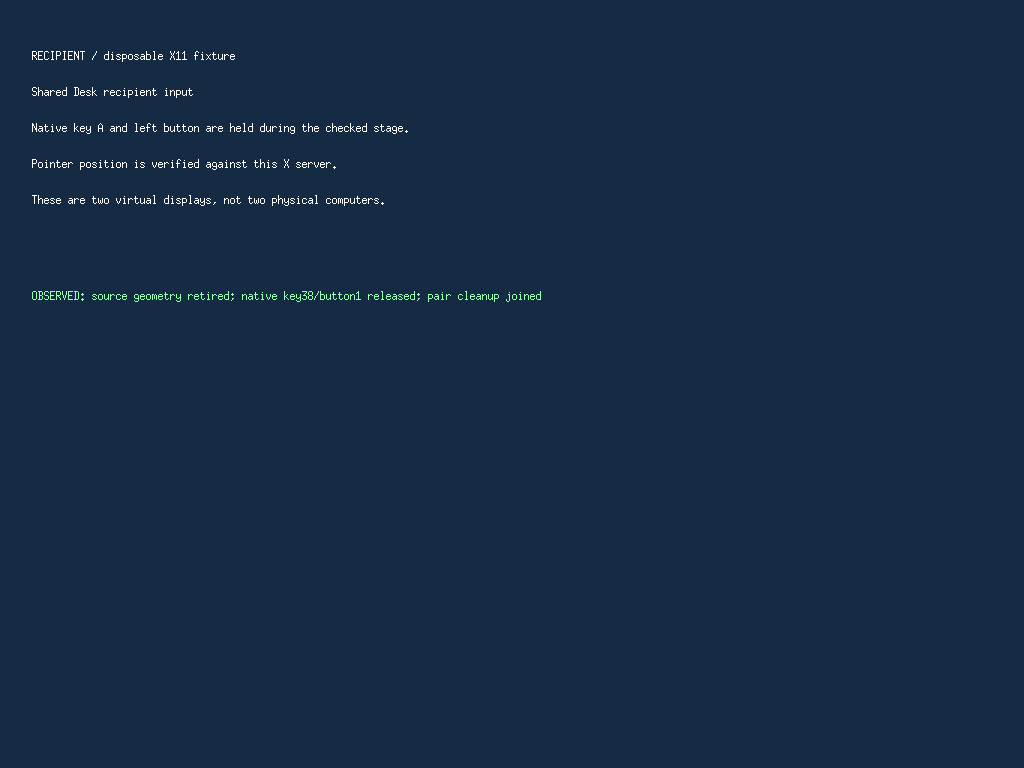 RECIPIENT / disposable X11 fixture
Shared Desk recipient input
Native key A and left button are held during the checked stage.
Pointer position is verified against this X server.
These are two virtual displays, not two physical computers.
OBSERVED: source geometry retired; native key38/button1 released; pair cleanup joined